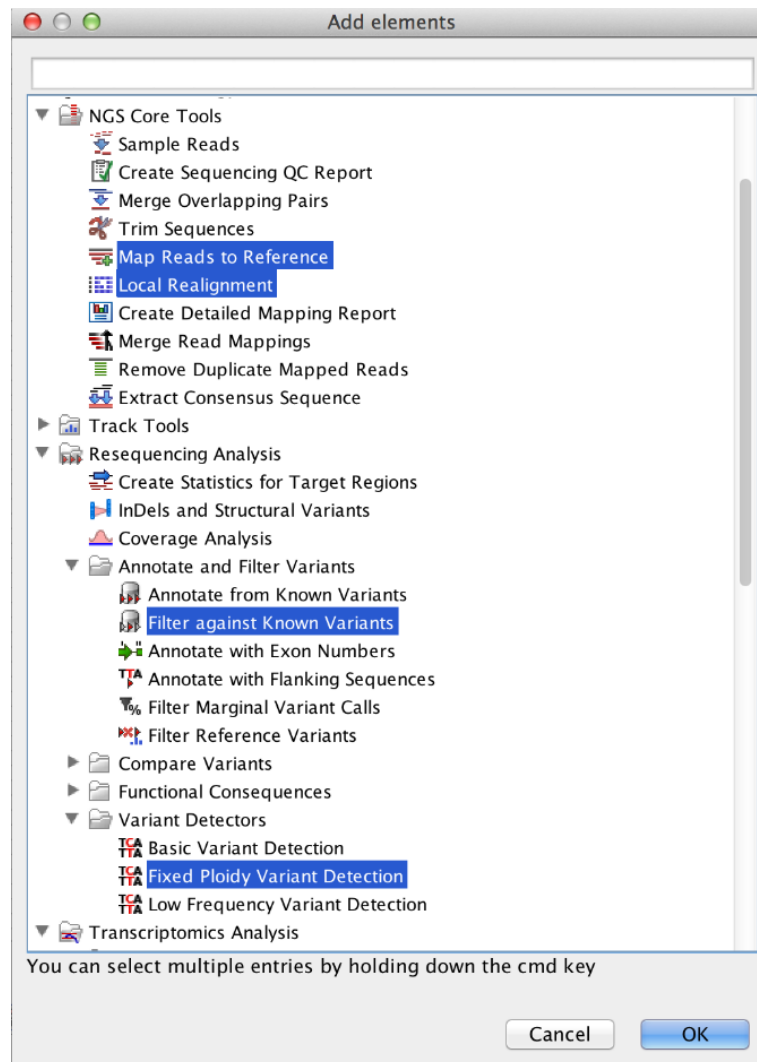 Add elements
NGS Core Tools
Sample Reads
Create Sequencing QC Report
Merge Overlapping Pairs
Trim Sequences
Map Reads to Reference
Local Realignment
Create Detailed Mapping Report
Merge Read Mappings
Remove Duplicate Mapped Reads
Extract Consensus Sequence
Track Tools
Resequencing Analysis
Create Statistics for Target Regions
InDels and Structural Variants
Coverage Analysis
Annotate and Filter Variants
Annotate from Known Variants
Filter against Known Variants
Annotate with Exon Numbers
Annotate with Flanking Sequences
Filter Marginal Variant Calls
Filter Reference Variants
Compare Variants
Functional Consequences
Variant Detectors
Basic Variant Detection
Fixed Ploidy Variant Detection
Low Frequency Variant Detection
Transcriptomics Analysis
You can select multiple entries by holding down the cmd key
Cancel OK